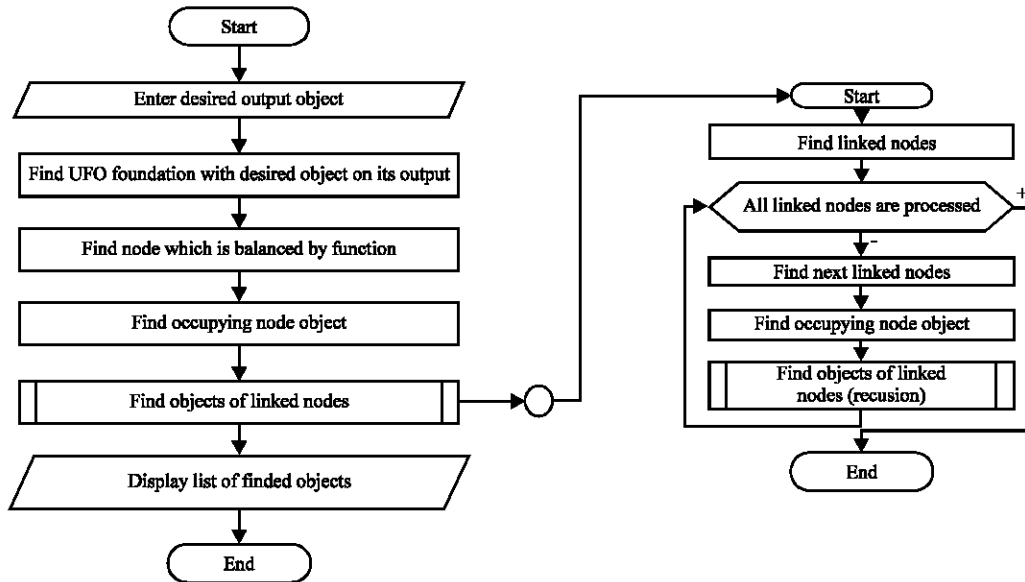 Start
Enter desired output object
Find UFO foundation with desired object on its output
Find node which is balanced by function
Find occupying node object
Find objects of linked nodes
Display list of finded objects
End
Start
Find linked nodes
All linked nodes are processed
+
-
Find next linked nodes
Find occupying node object
Find objects of linked
nodes (recusion)
End